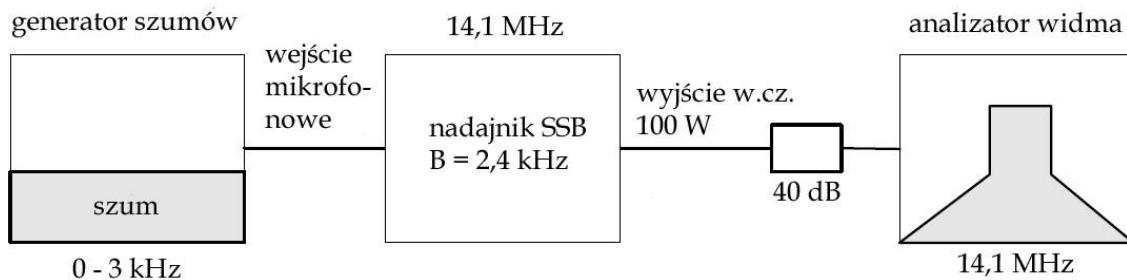 generator szumów
szum
0 - 3 kHz
wejście
mikrofo-
nowe
14,1 MHz
nadajnik SSB
B = 2,4 kHz
wyjście w.cz.
100 W
40 dB
analizator widma
14,1 MHz